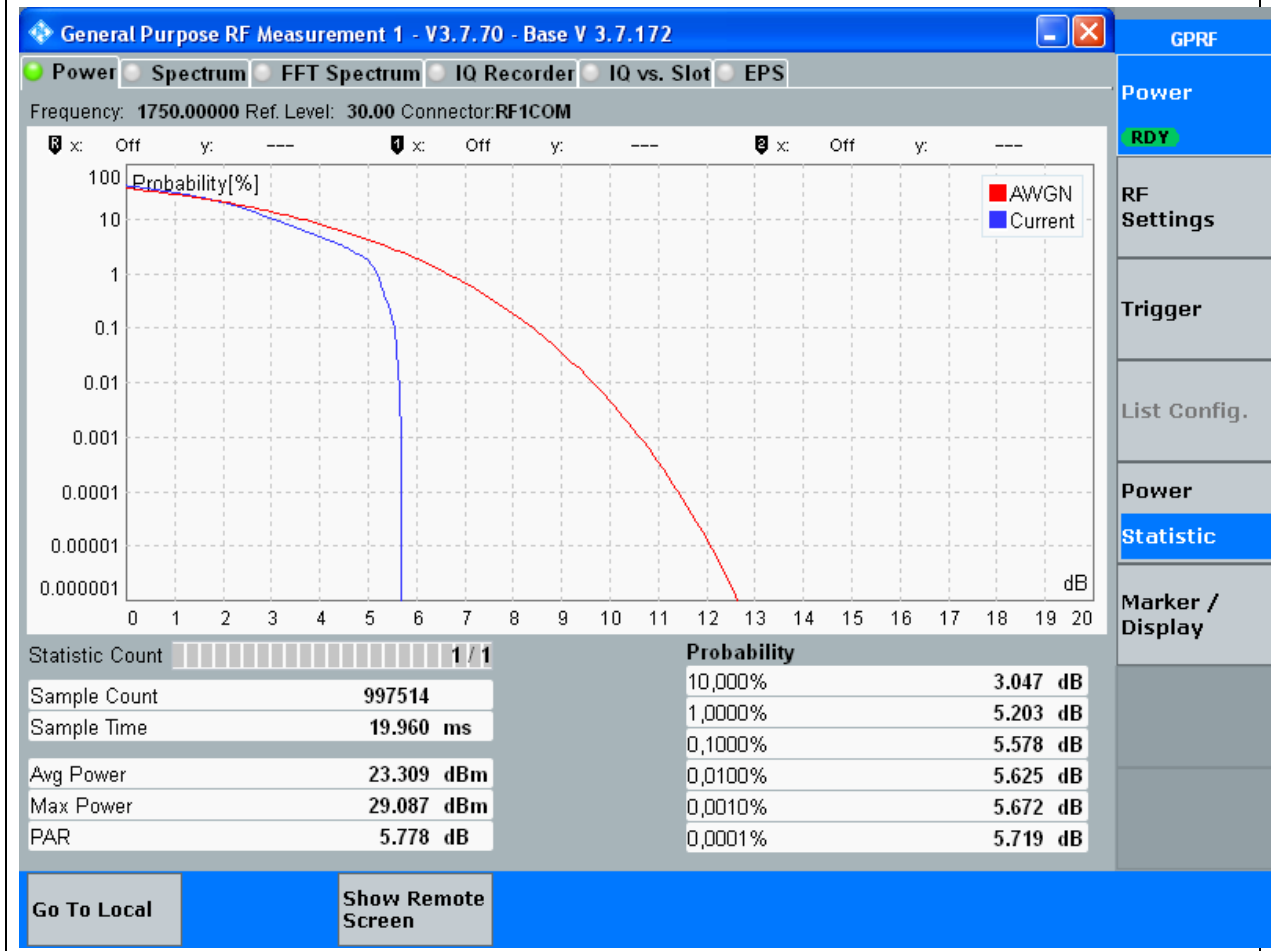 General Purpose RF Measurement 1 - V3.7.70 - Base V 3.7.172
GPRF
Power Spectrum FFT Spectrum IQ Recorder IQ vs. Slot EPS
Frequency: 1750.00000 Ref. Level: 30.00 Connector:RF1COM
R x: Off y: --- 1 x: Off y: --- 2 x: Off y: ---
Probability[%]
AWGN
Current
100
10
1
0.1
0.01
0.001
0.0001
0.00001
0.000001
dB
0 1 2 3 4 5 6 7 8 9 10 11 12 13 14 15 16 17 18 19 20
Statistic Count 1 / 1
Sample Count 997514
Sample Time 19.960 ms
Avg Power 23.309 dBm
Max Power 29.087 dBm
PAR 5.778 dB
Probability
10,000% 3.047 dB
1,0000% 5.203 dB
0,1000% 5.578 dB
0,0100% 5.625 dB
0,0010% 5.672 dB
0,0001% 5.719 dB
Power
RDY
RF
Settings
Trigger
List Config.
Power
Statistic
Marker /
Display
Go To Local
Show Remote
Screen